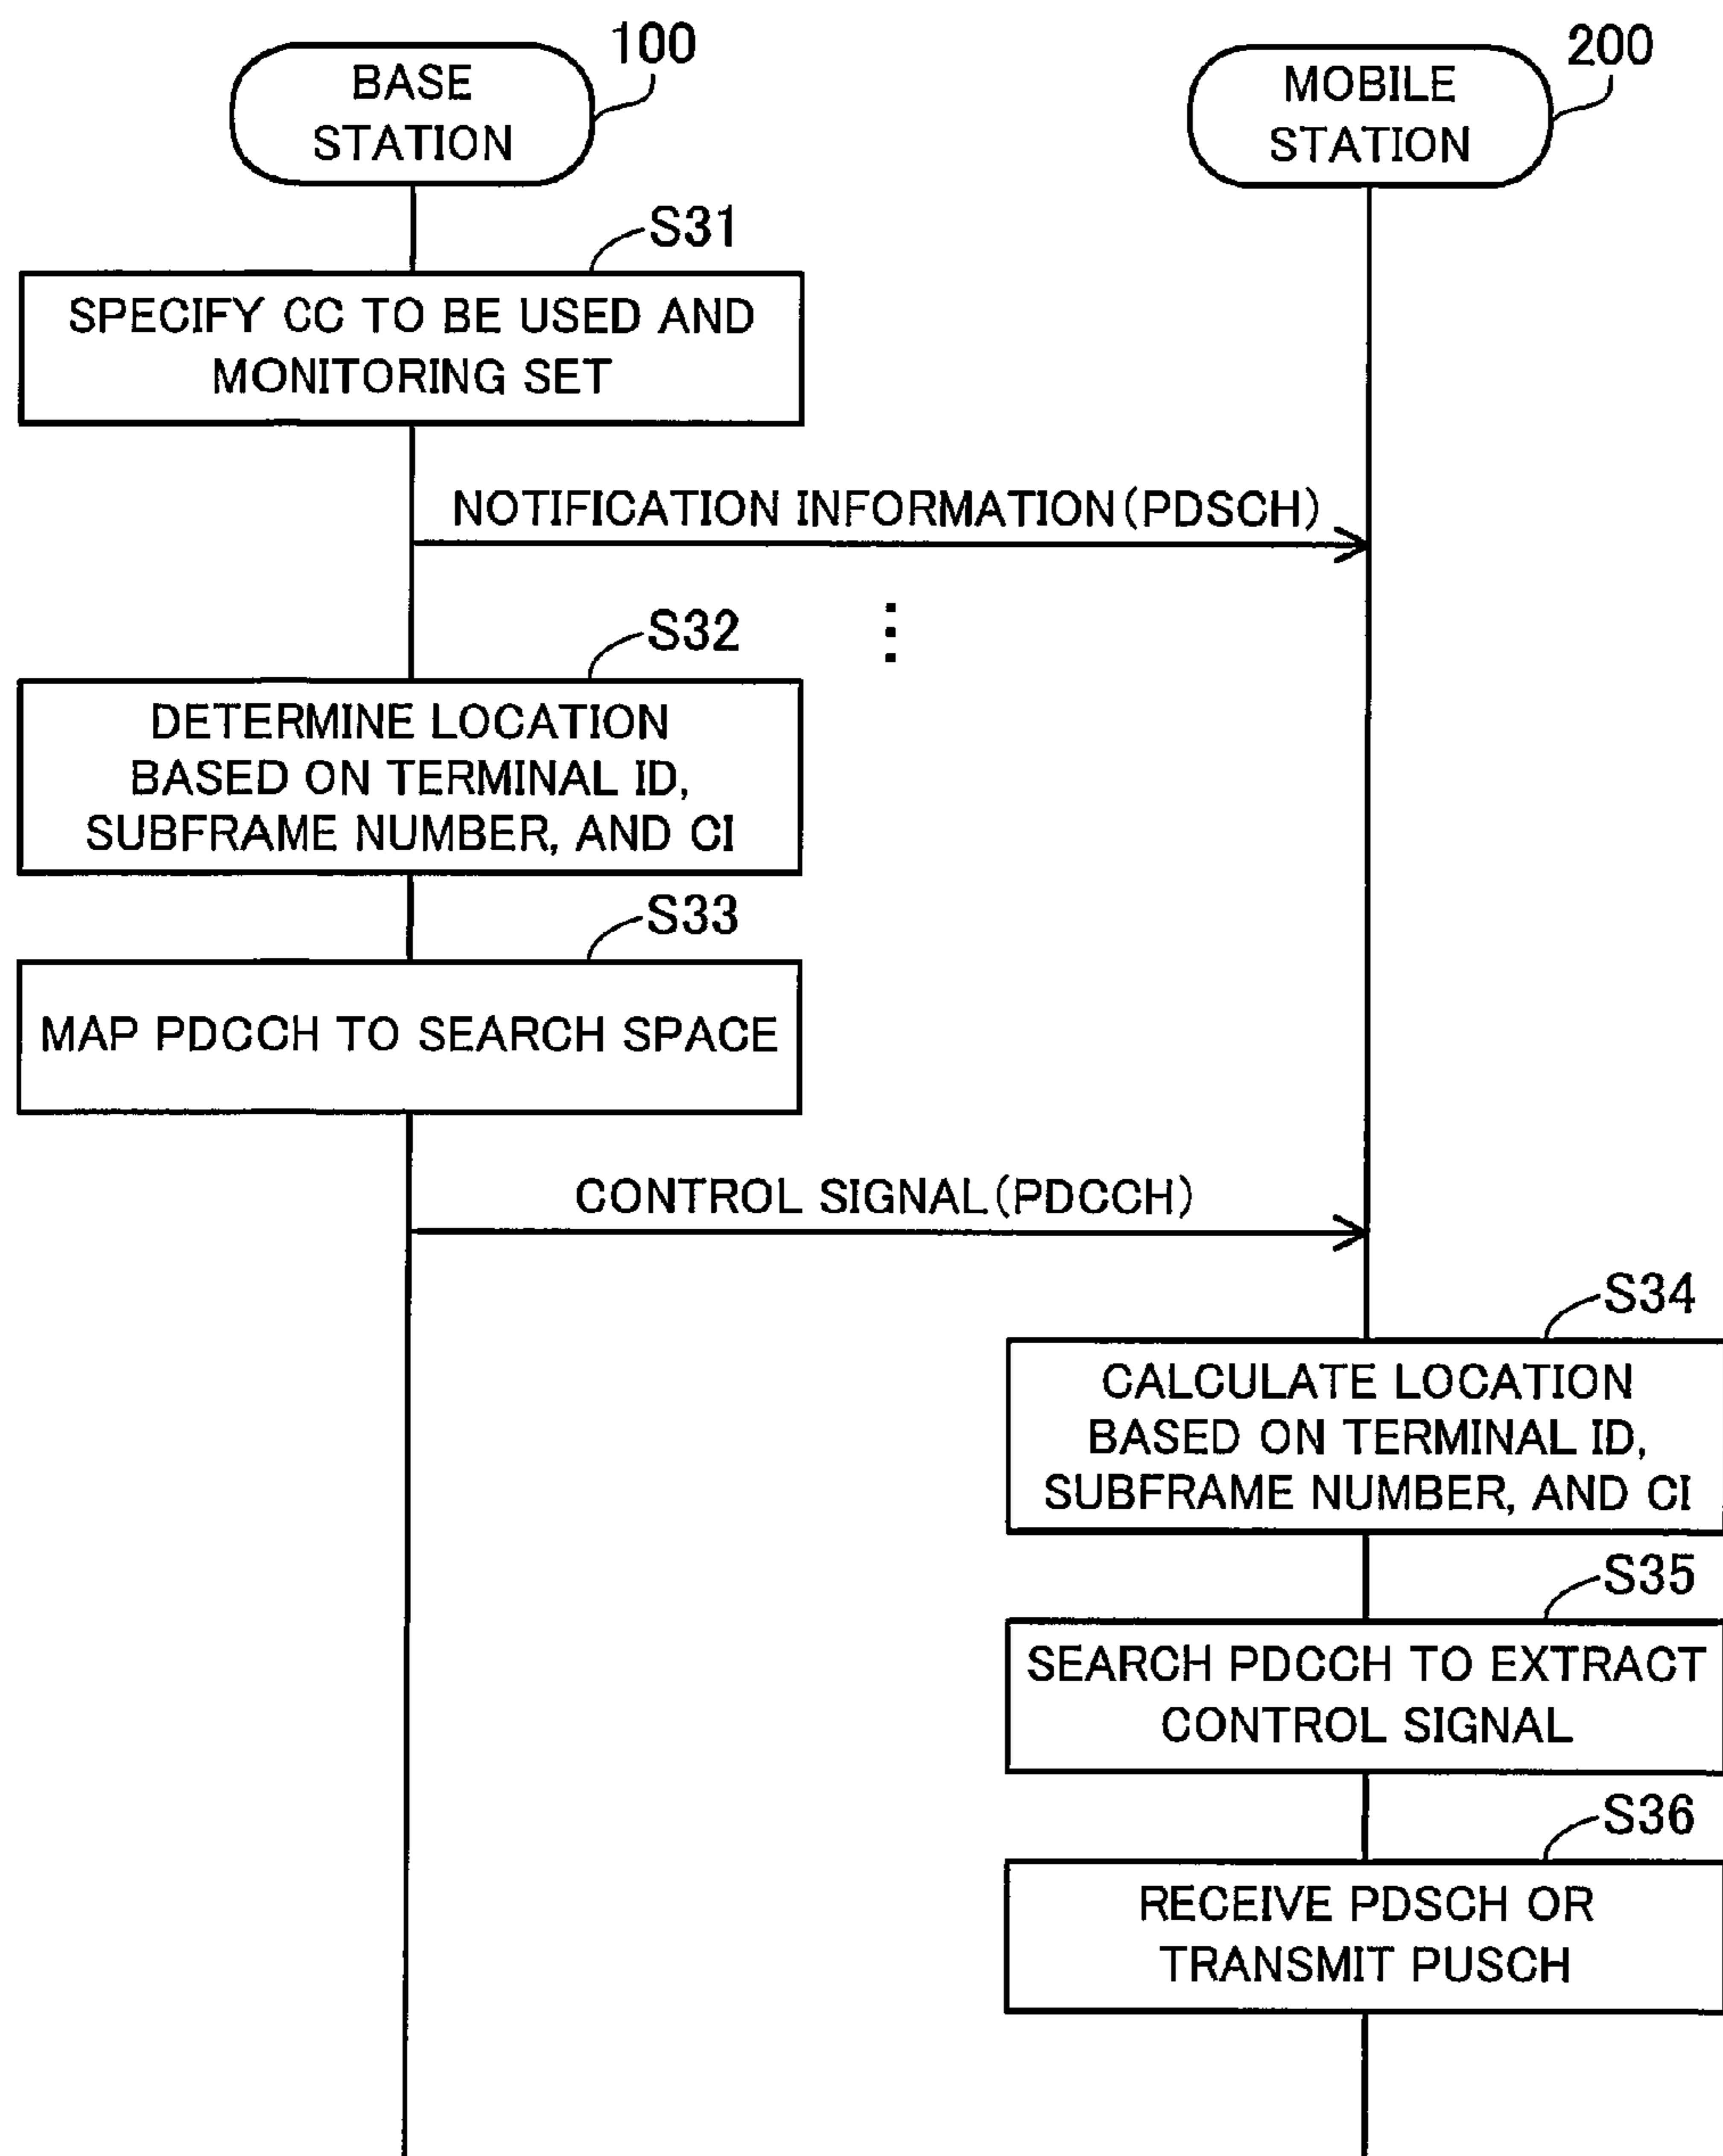 BASE
STATION
100
MOBILE
STATION
200
S31
SPECIFY CC TO BE USED AND
MONITORING SET
NOTIFICATION INFORMATION(PDSCH)
S32
DETERMINE LOCATION
BASED ON TERMINAL ID,
SUBFRAME NUMBER, AND CI
S33
MAP PDCCH TO SEARCH SPACE
CONTROL SIGNAL(PDCCH)
S34
CALCULATE LOCATION
BASED ON TERMINAL ID,
SUBFRAME NUMBER, AND CI
S35
SEARCH PDCCH TO EXTRACT
CONTROL SIGNAL
S36
RECEIVE PDSCH OR
TRANSMIT PUSCH